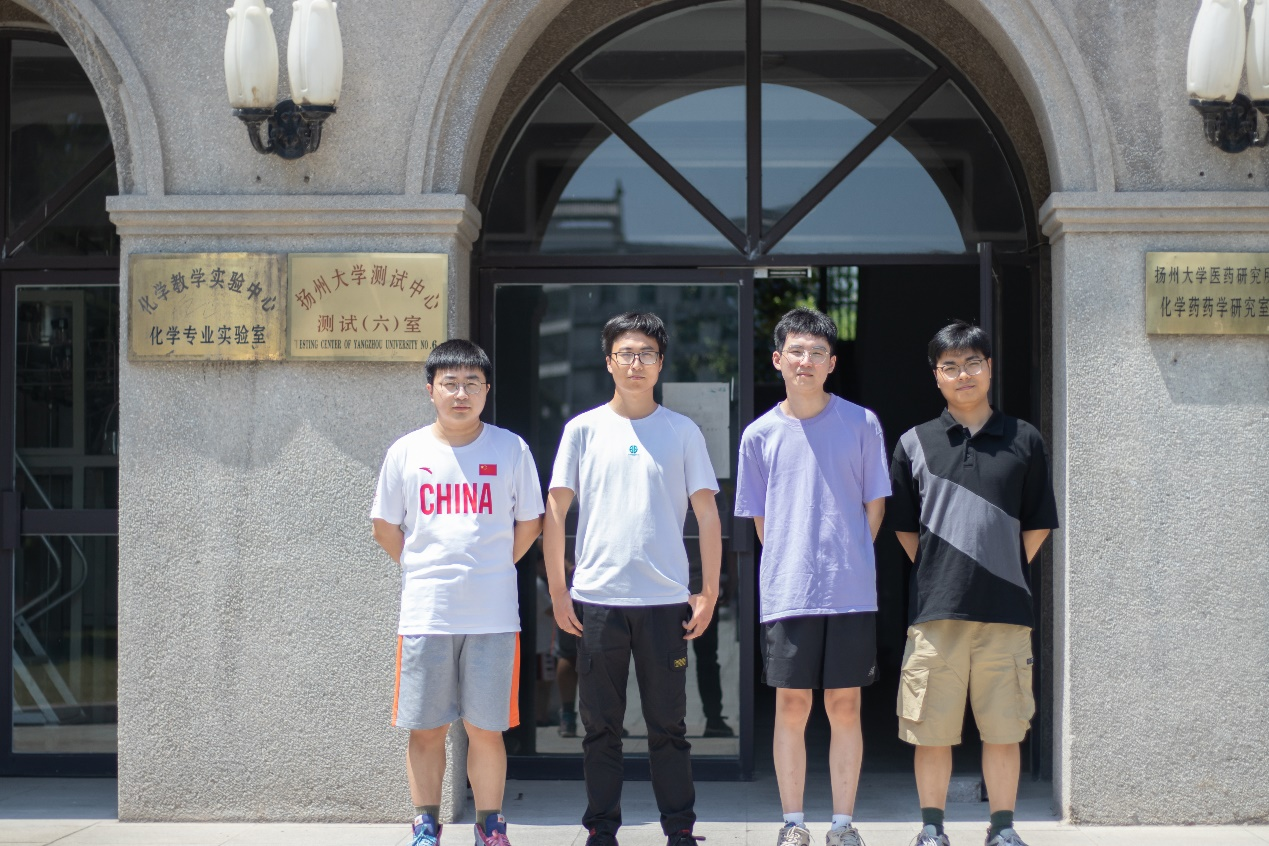 化学教学实验中心
化学专业实验室
扬州大学测试中心
测试(六)室
TESTING CENTER OF YANGZHOU UNIVERSITY NO.6
扬州大学医药研究所
化学药药学研究室
CHINA